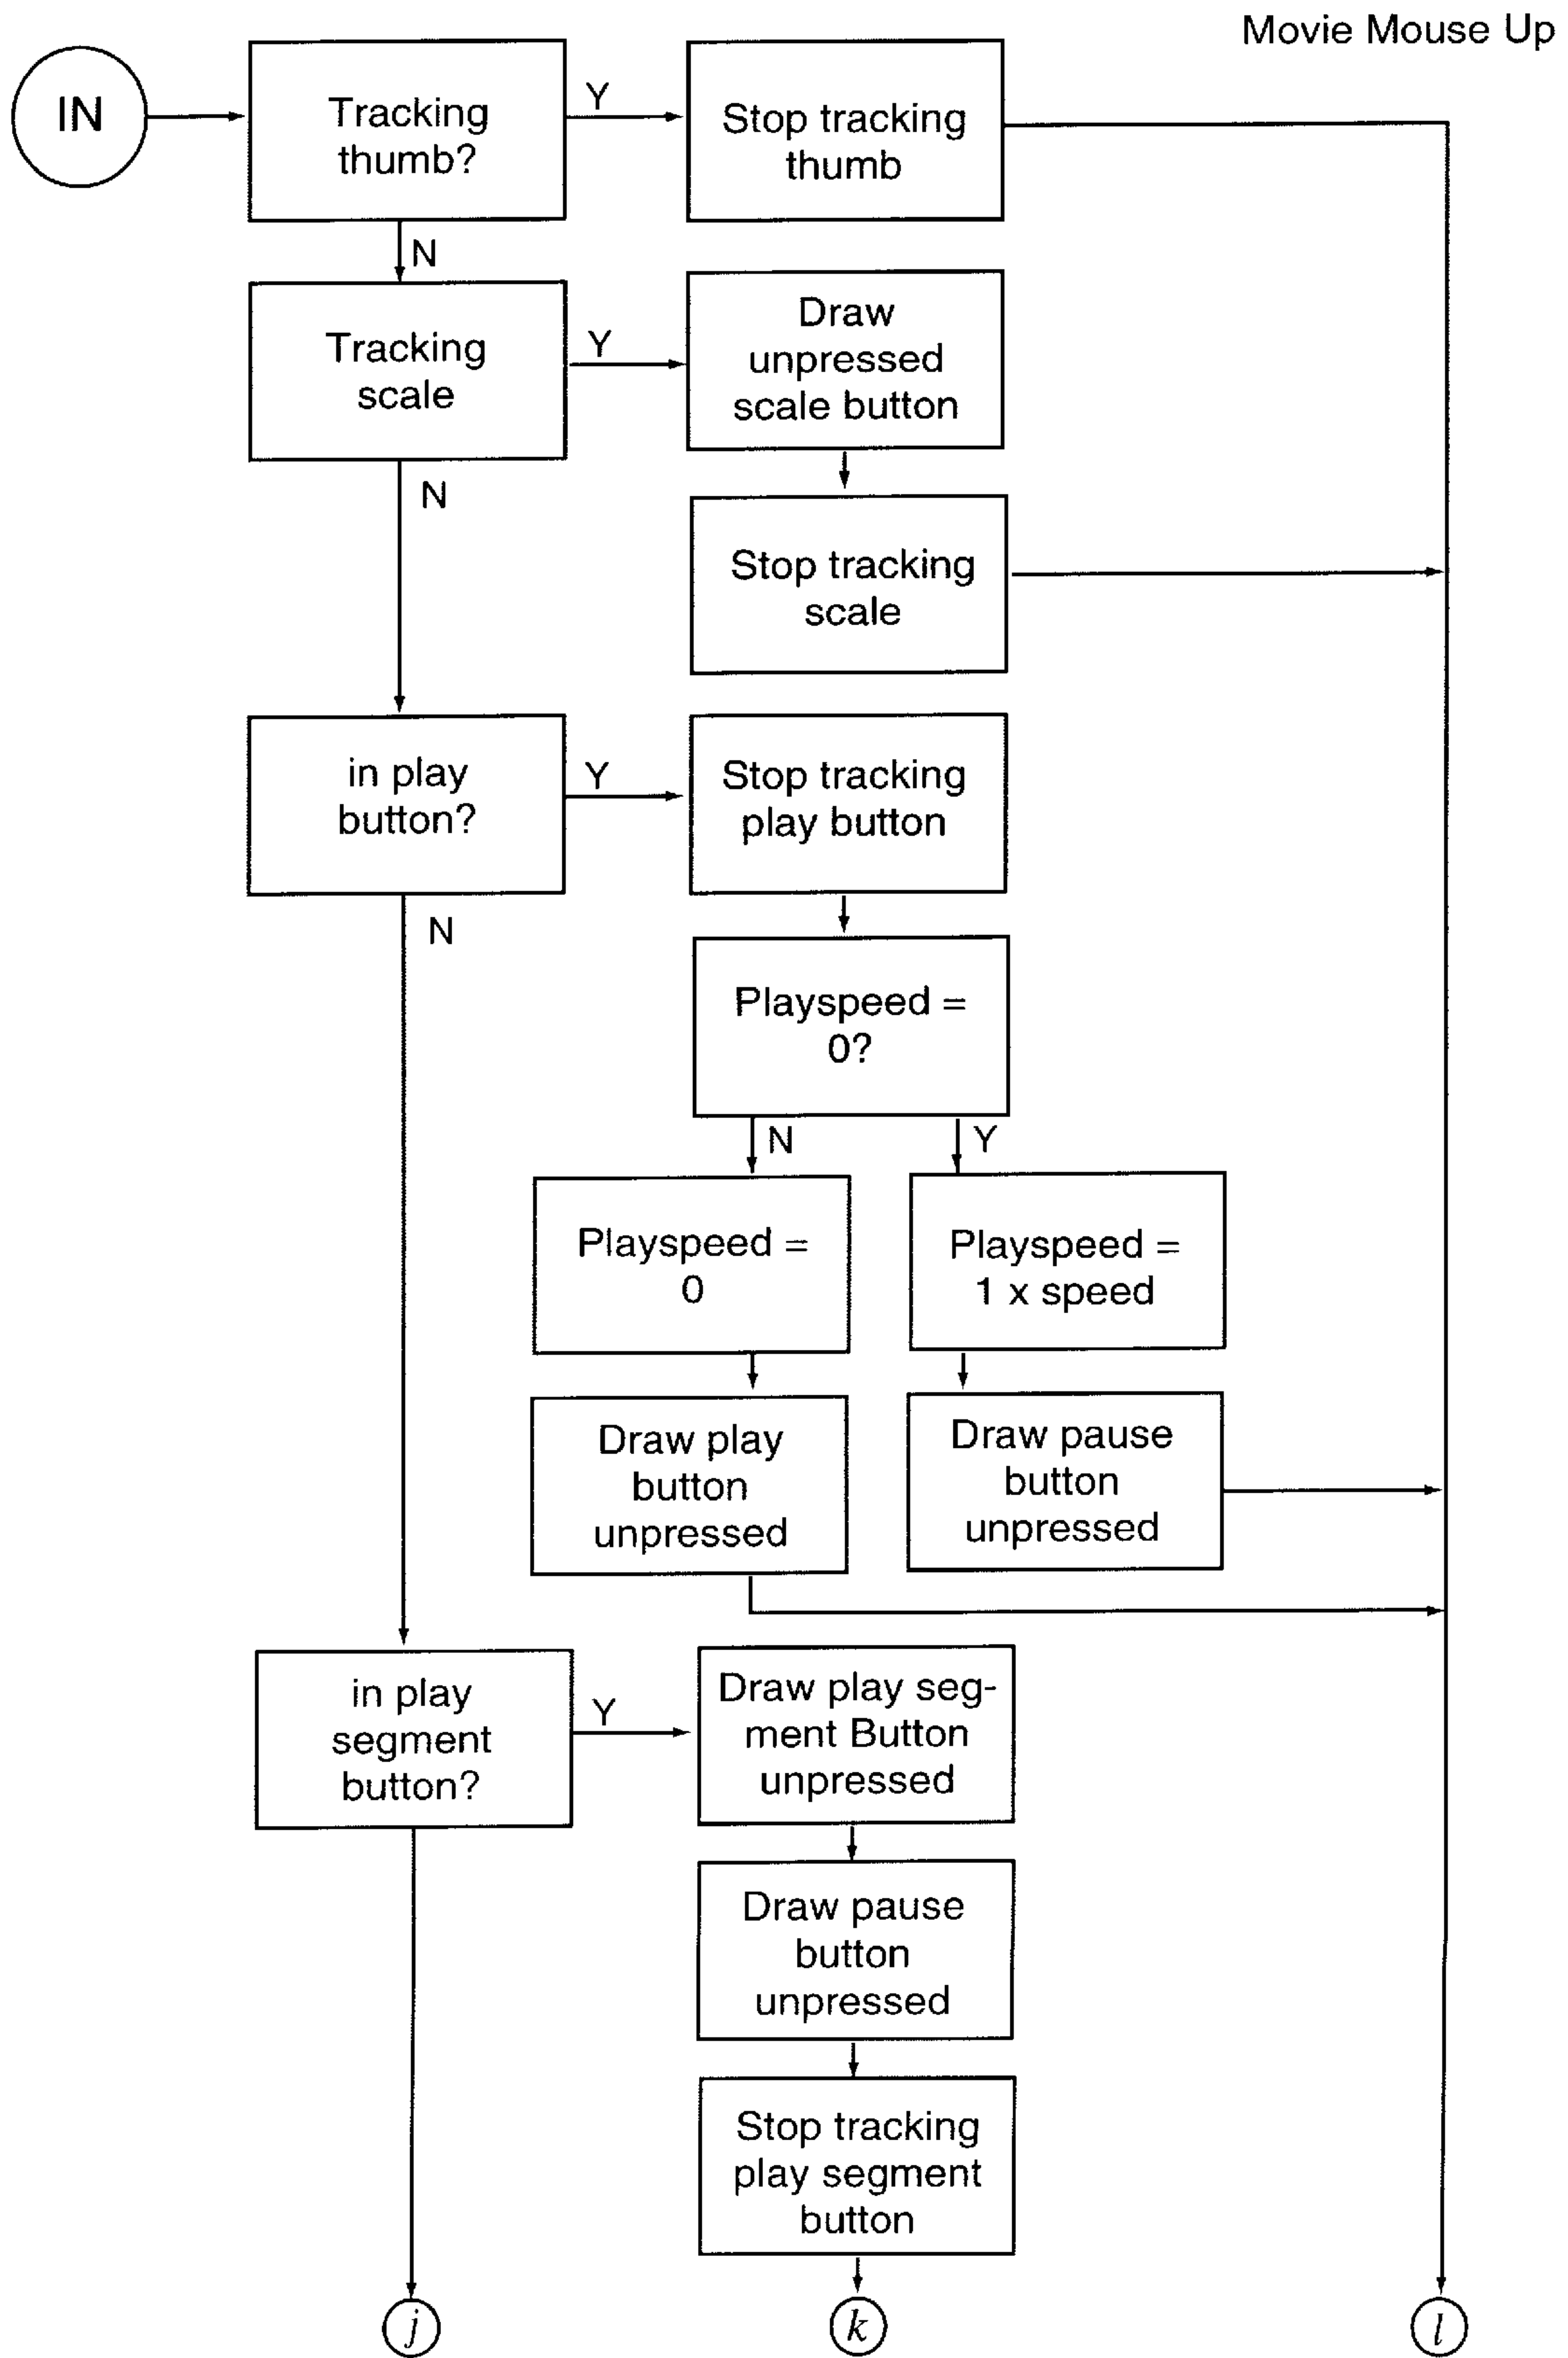 Movie Mouse Up
IN
Tracking
thumb?
Y
Stop tracking
thumb
N
Tracking
scale
Y
Draw
unpressed
scale button
N
Stop tracking
scale
in play
button?
Y
Stop tracking
play button
N
Playspeed =
0?
N
Y
Playspeed =
0
Playspeed =
1 x speed
Draw play
button
unpressed
Draw pause
button
unpressed
in play
segment
button?
Y
Draw play seg-
ment Button
unpressed
Draw pause
button
unpressed
Stop tracking
play segment
button
j
k
l